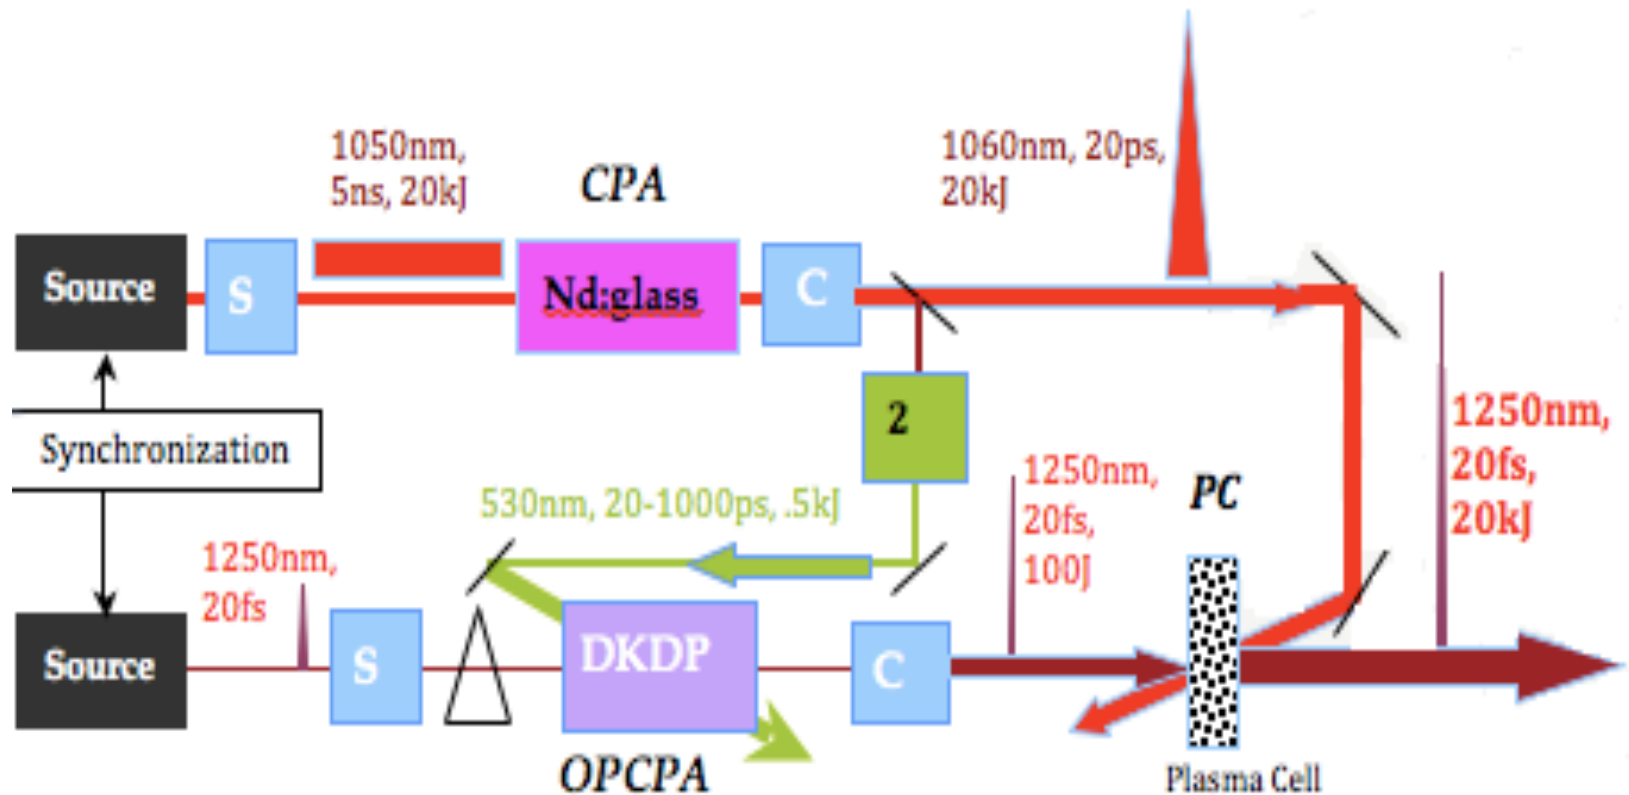 1050nm,
5ns, 20kJ
CPA
1060nm, 20ps,
20kJ
Source
S
Nd:glass
C
Synchronization
2
530nm, 20-1000ps, .5kJ
1250nm,
20fs,
100J
PC
1250nm,
20fs,
20kJ
1250nm,
20fs
Source
S
DKDP
C
OPCPA
Plasma Cell